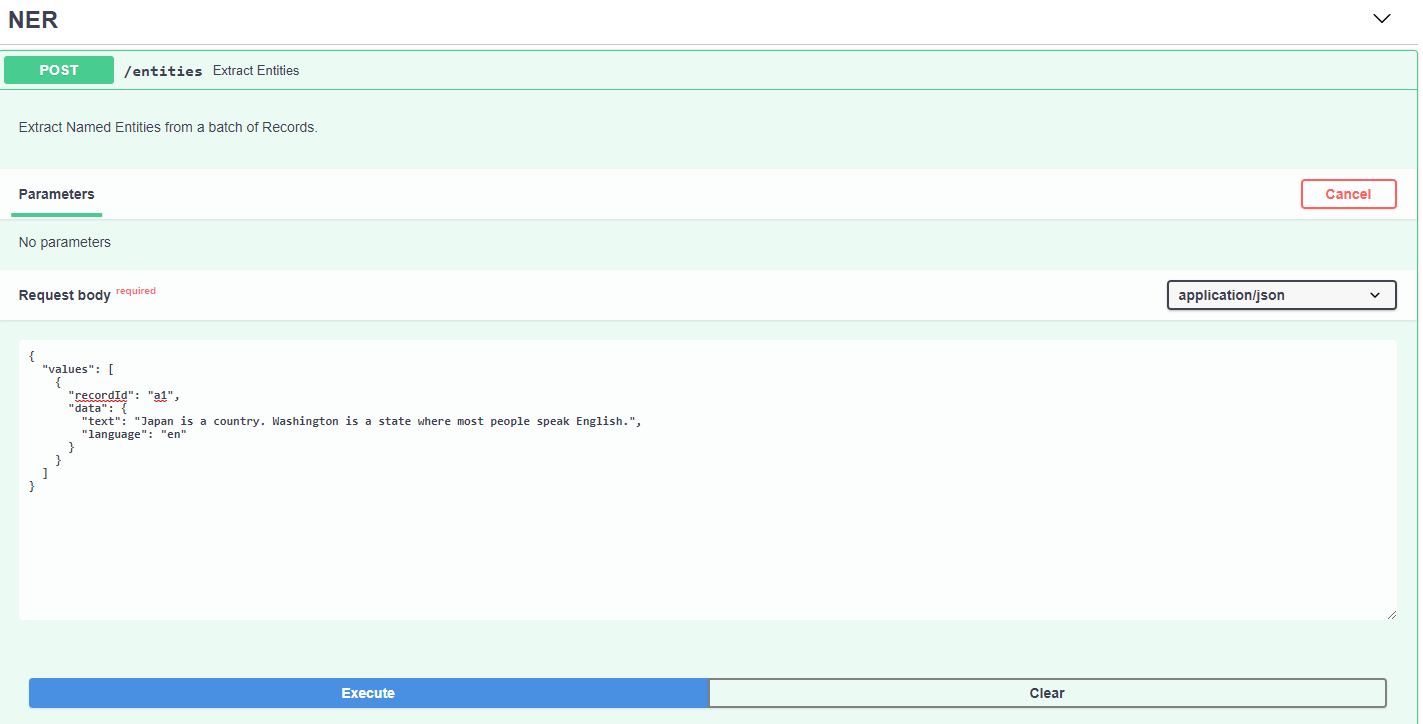 NER
POST /entities Extract Entities
Extract Named Entities from a batch of Records.
Parameters
Cancel
No parameters
Request body required
application/json
{
  "values": [
    {
      "recordId": "a1",
      "data": {
        "text": "Japan is a country. Washington is a state where most people speak English.",
        "language": "en"
      }
    }
  ]
}
Execute
Clear